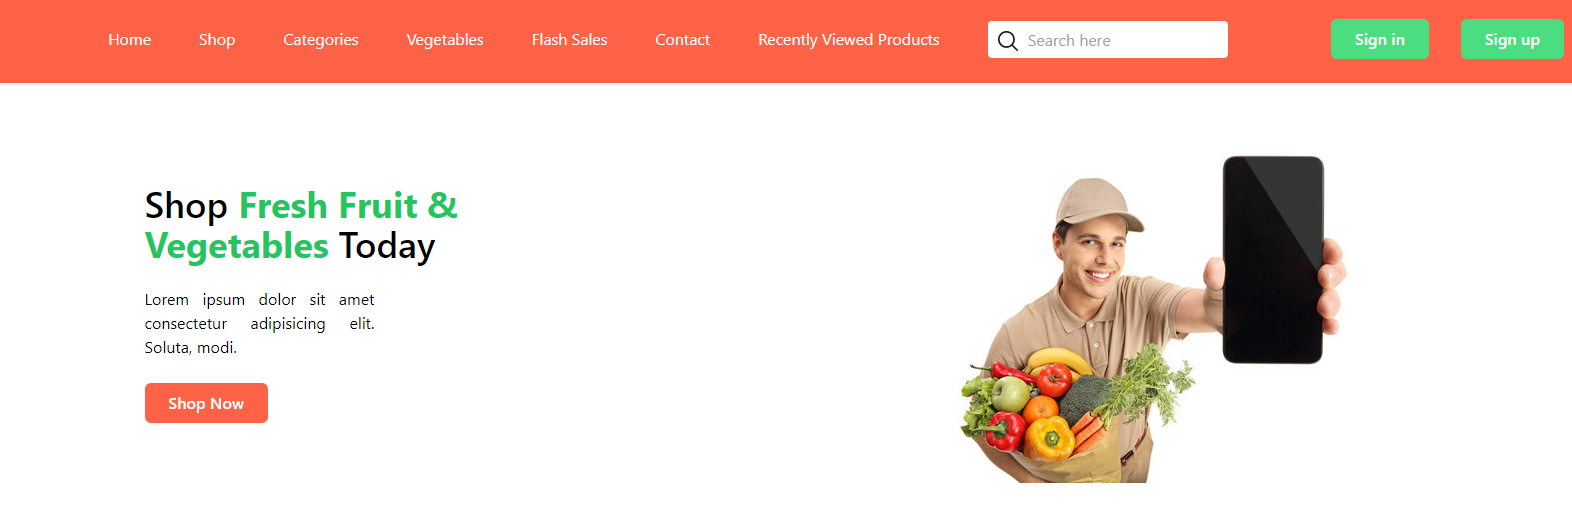 Home Shop Categories Vegetables Flash Sales Contact Recently Viewed Products Search here Sign in Sign up
Shop Fresh Fruit &
Vegetables Today
Lorem ipsum dolor sit amet
consectetur adipisicing elit.
Soluta, modi.
Shop Now